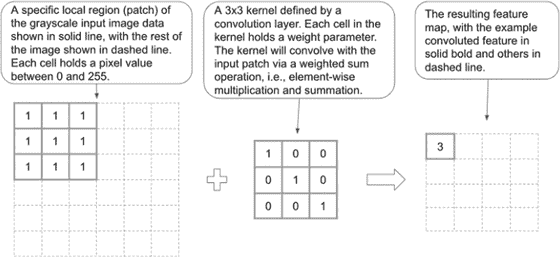 A specific local region (patch) of
the grayscale input image data
shown in solid line, with the rest of
the image shown in dashed line.
Each cell holds a pixel value
between 0 and 255.
A 3x3 kernel defined by a
convolution layer. Each cell in the
kernel holds a weight parameter.
The kernel will convolve with the
input patch via a weighted sum
operation, i.e., element-wise
multiplication and summation.
The resulting feature
map, with the example
convoluted feature in
solid bold and others in
dashed line.
1 1 1
1 1 1
1 1 1
1 0 0
0 1 0
0 0 1
3